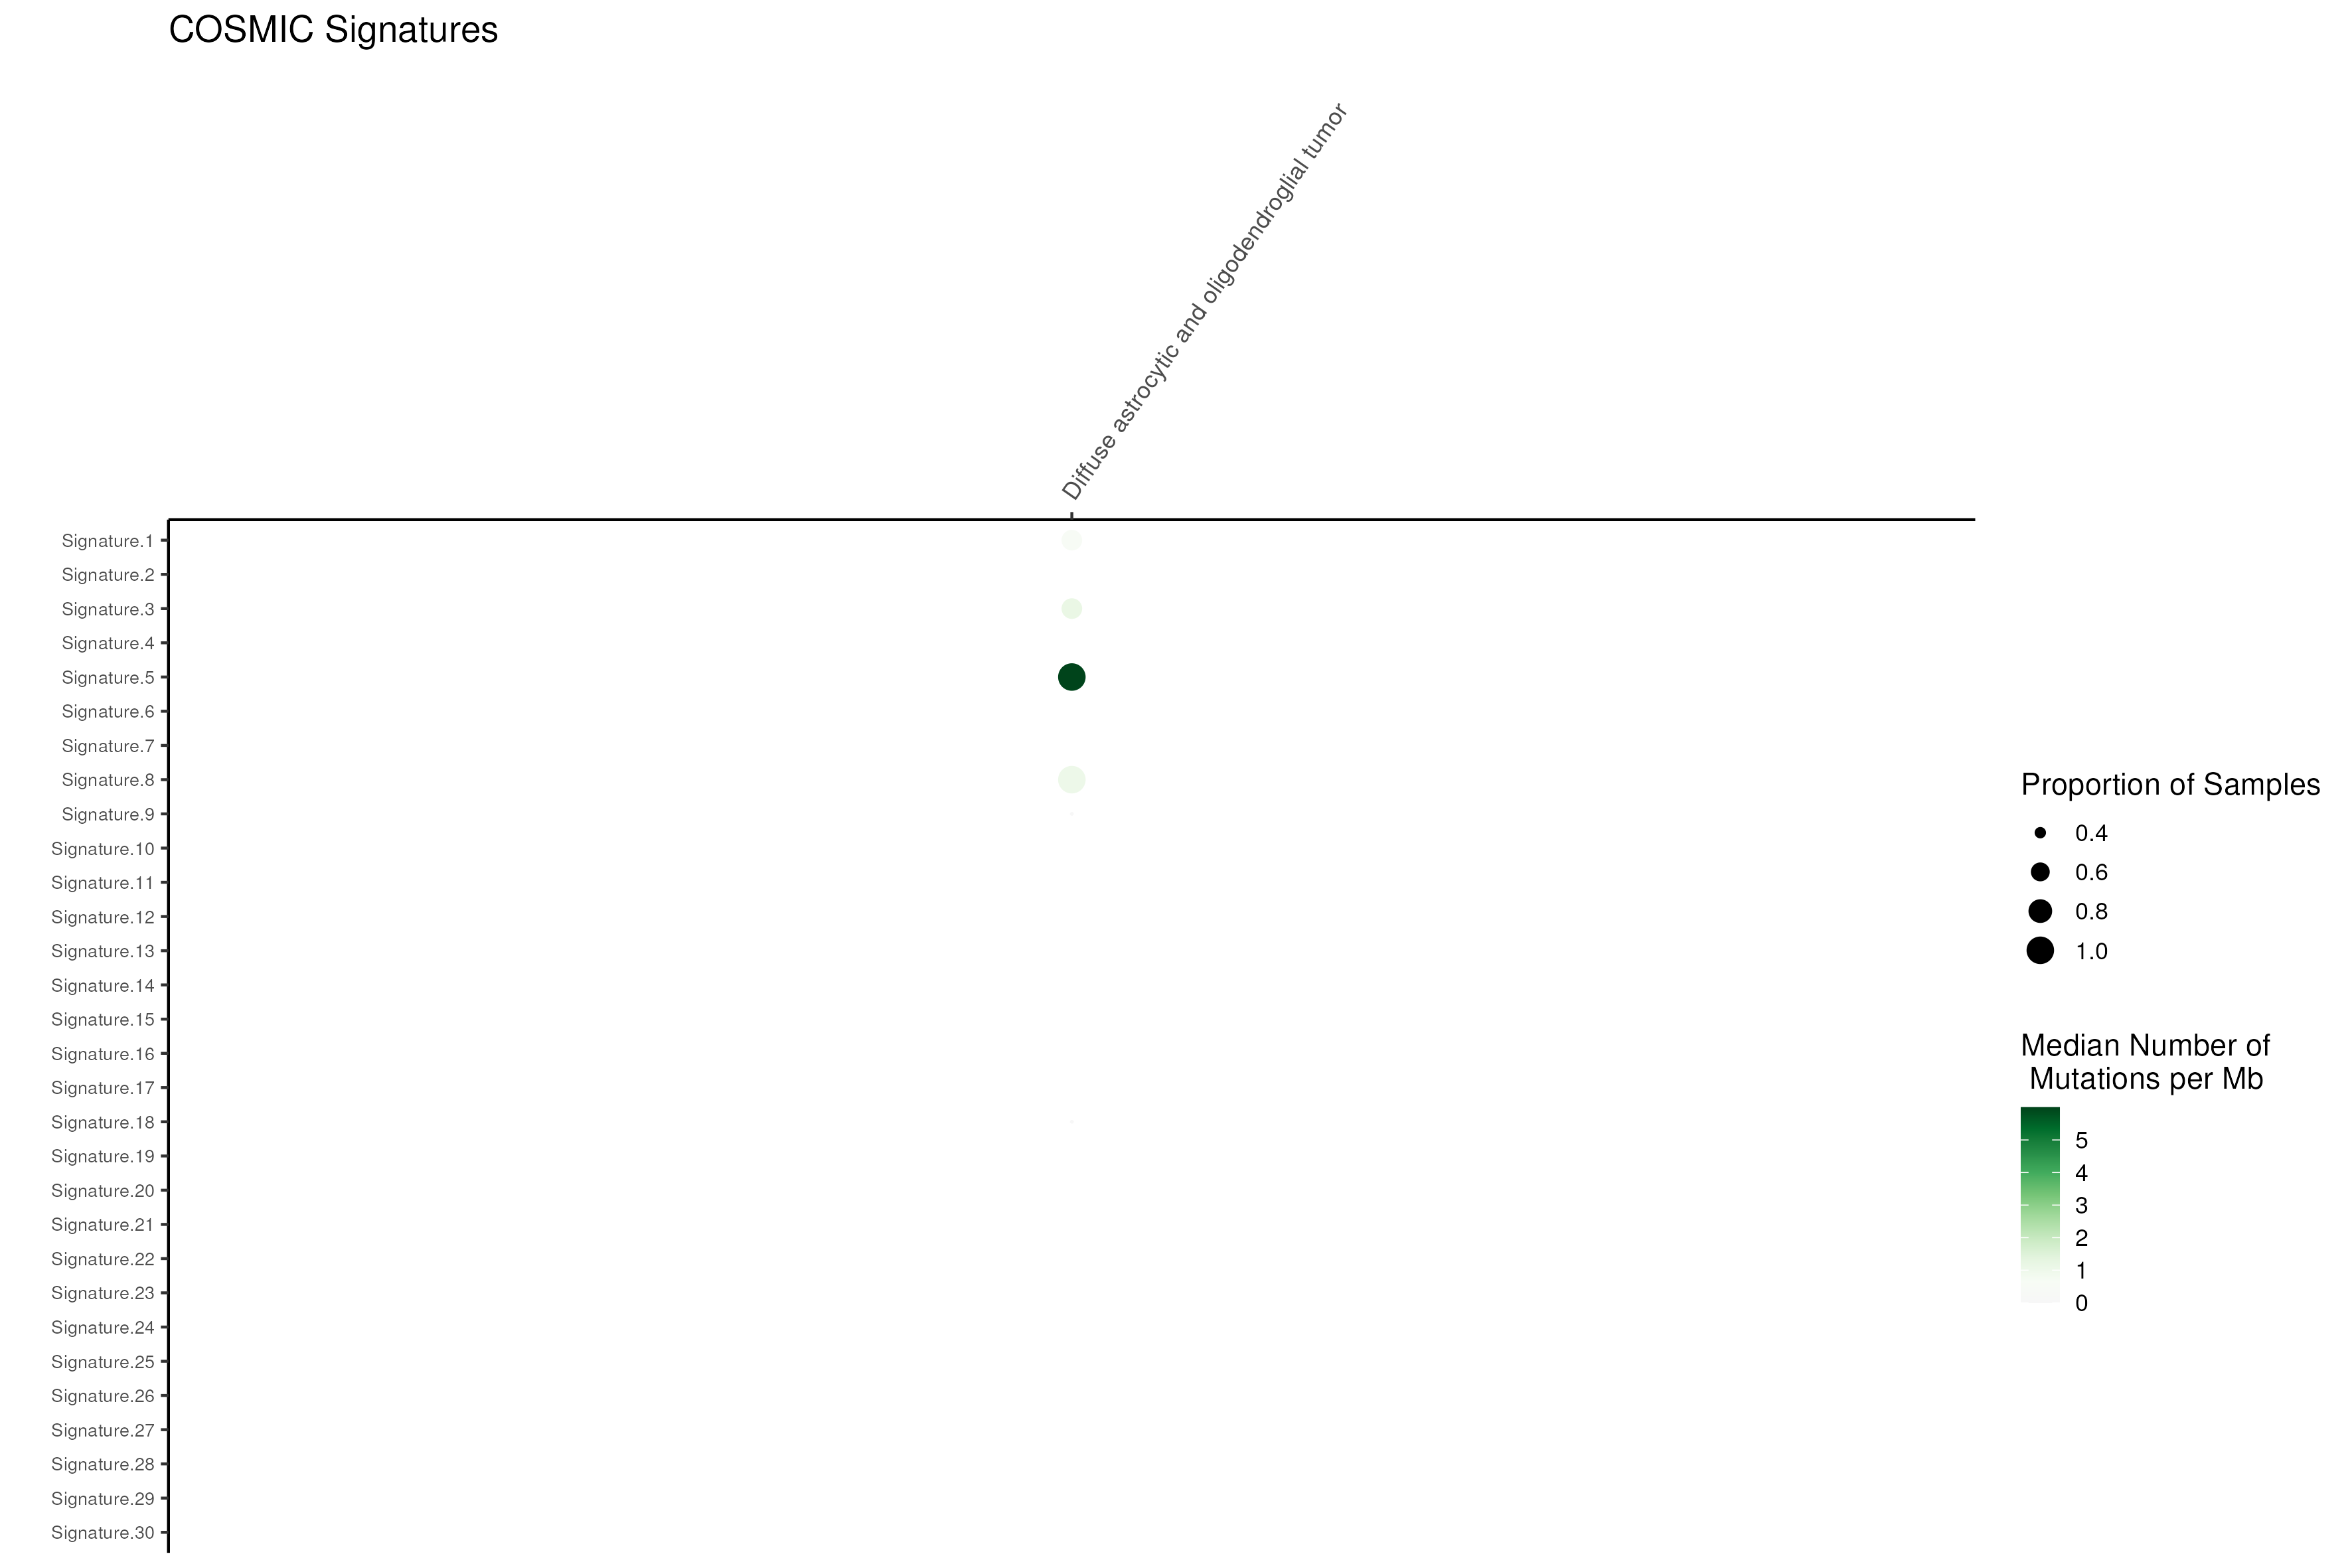 COSMIC Signatures
Diffuse astrocytic and oligodendroglial tumor
Signature.1
Signature.2
Signature.3
Signature.4
Signature.5
Signature.6
Signature.7
Signature.8
Signature.9
Signature.10
Signature.11
Signature.12
Signature.13
Signature.14
Signature.15
Signature.16
Signature.17
Signature.18
Signature.19
Signature.20
Signature.21
Signature.22
Signature.23
Signature.24
Signature.25
Signature.26
Signature.27
Signature.28
Signature.29
Signature.30
Proportion of Samples
0.4
0.6
0.8
1.0
Median Number of
Mutations per Mb
5
4
3
2
1
0